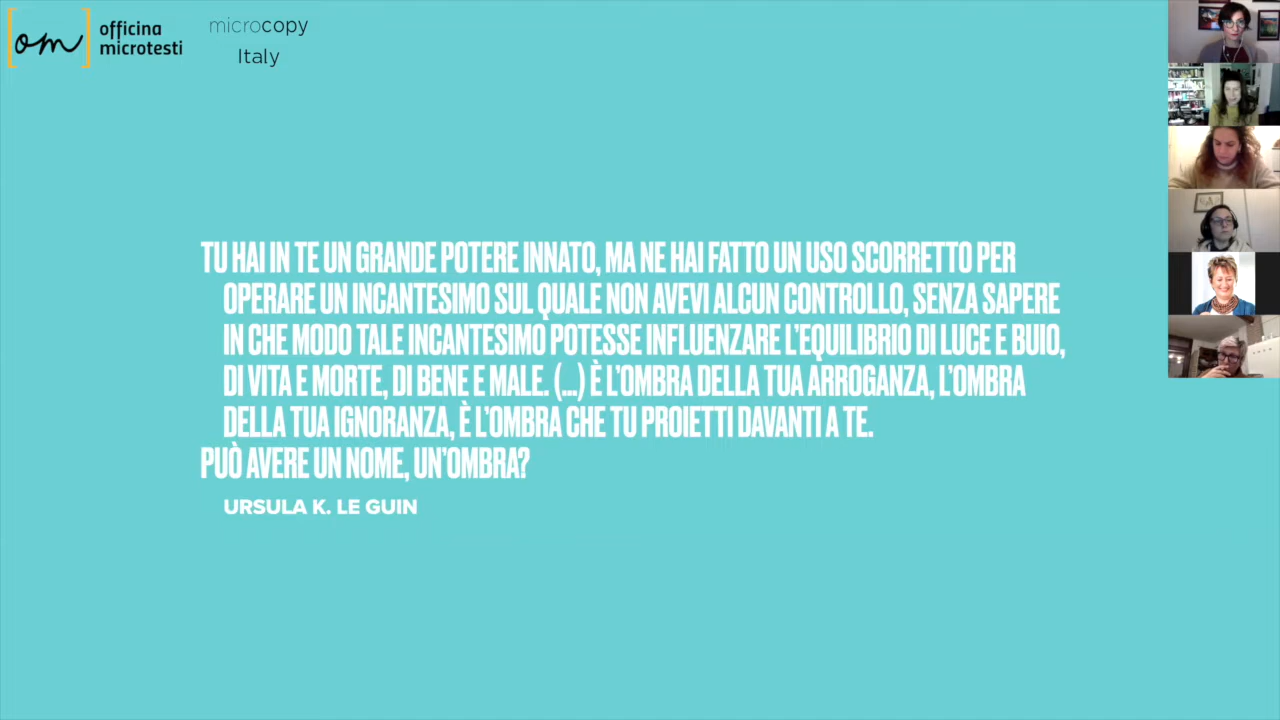 om
officina
microtesti
microcopy
Italy
TU HAI IN TE UN GRANDE POTERE INNATO, MA NE HAI FATTO UN USO SCORRETTO PER
OPERARE UN INCANTESIMO SUL QUALE NON AVEVI ALCUN CONTROLLO, SENZA SAPERE
IN CHE MODO TALE INCANTESIMO POTESSE INFLUENZARE L'EQUILIBRIO DI LUCE E BUIO,
DI VITA E MORTE, DI BENE E MALE. (...) È L'OMBRA DELLA TUA ARROGANZA, L'OMBRA
DELLA TUA IGNORANZA, È L'OMBRA CHE TU PROIETTI DAVANTI A TE.
PUÒ AVERE UN NOME, UN'OMBRA?
URSULA K. LE GUIN